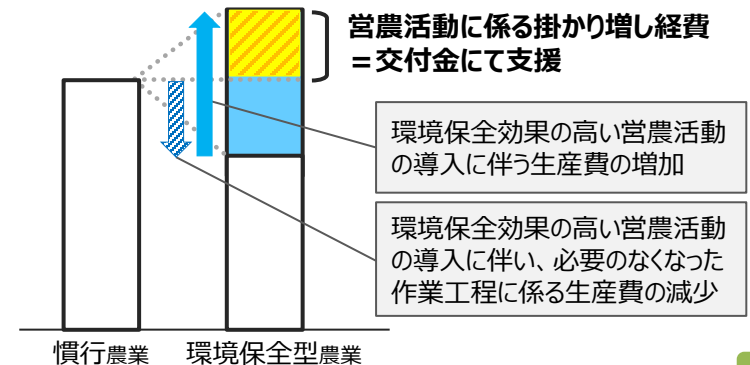 営農活動に係る掛かり増し経費
＝交付金にて支援
環境保全効果の高い営農活動
の導入に伴う生産費の増加
環境保全効果の高い営農活動
の導入に伴い、必要のなくなった
作業工程に係る生産費の減少
慣行農業 環境保全型農業